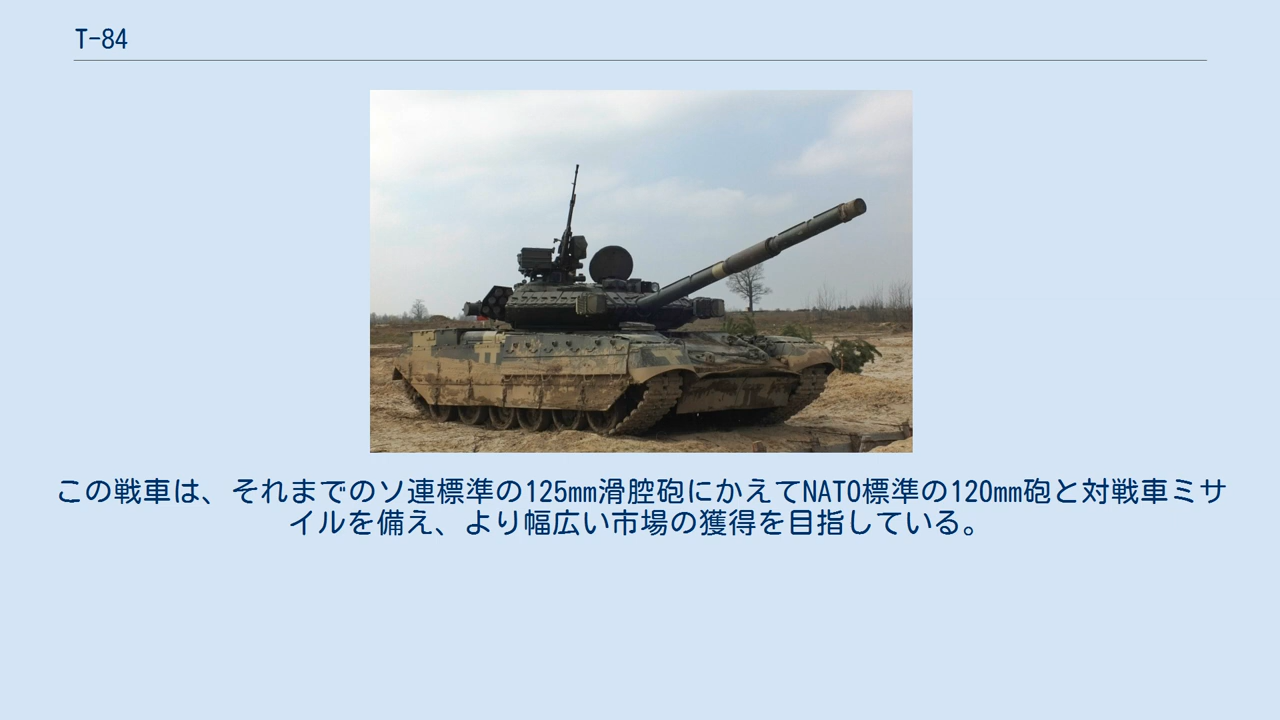 T-84
この戦車は、それまでのソ連標準の125mm滑腔砲にかえてNATO標準の120mm砲と対戦車ミサ
イルを備え、より幅広い市場の獲得を目指している。